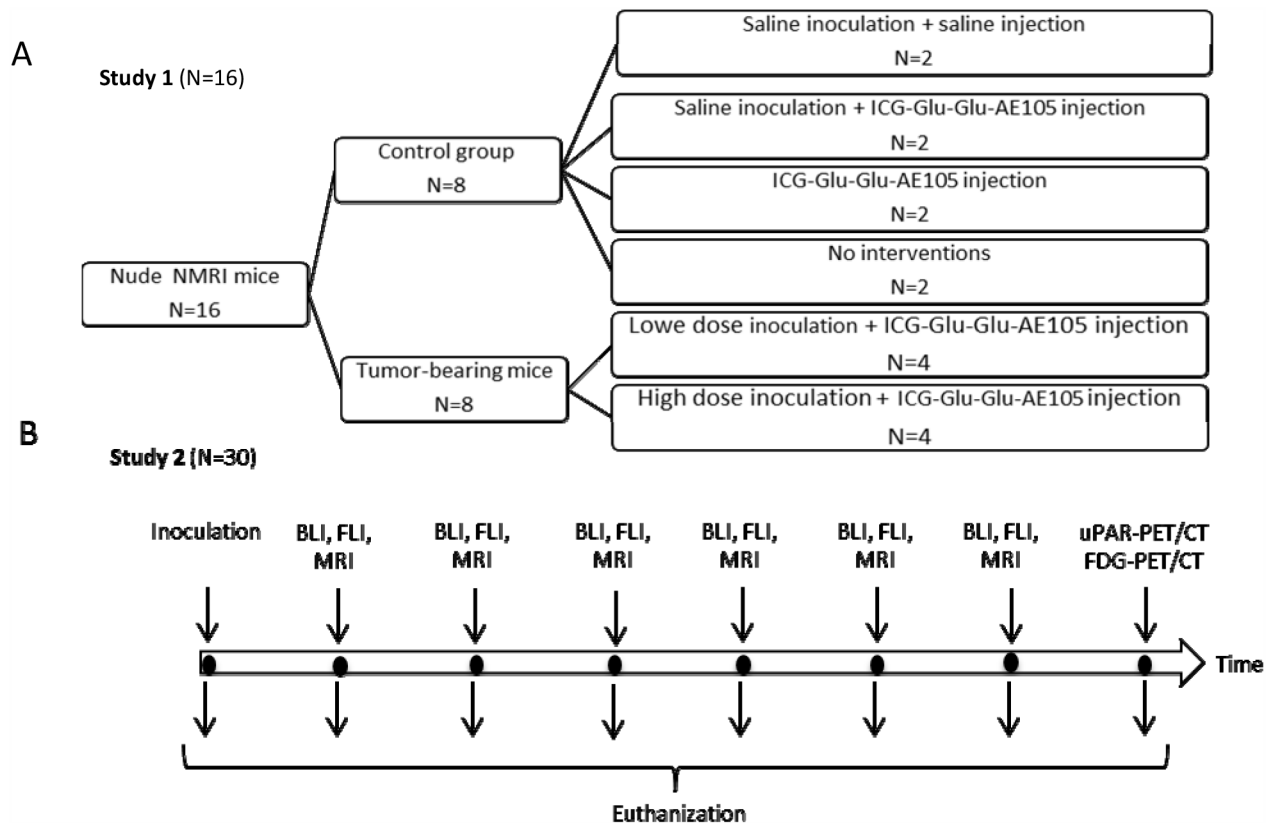 A
Study 1 (N=16)
Nude NMRI mice
N=16
Control group
N=8
Tumor-bearing mice
N=8
Saline inoculation + saline injection
N=2
Saline inoculation + ICG-Glu-Glu-AE105 injection
N=2
ICG-Glu-Glu-AE105 injection
N=2
No interventions
N=2
Lowe dose inoculation + ICG-Glu-Glu-AE105 injection
N=4
High dose inoculation + ICG-Glu-Glu-AE105 injection
N=4
B
Study 2 (N=30)
Inoculation
BLI, FLI,
MRI
BLI, FLI,
MRI
BLI, FLI,
MRI
BLI, FLI,
MRI
BLI, FLI,
MRI
BLI, FLI,
MRI
uPAR-PET/CT
FDG-PET/CT
Time
Euthanization